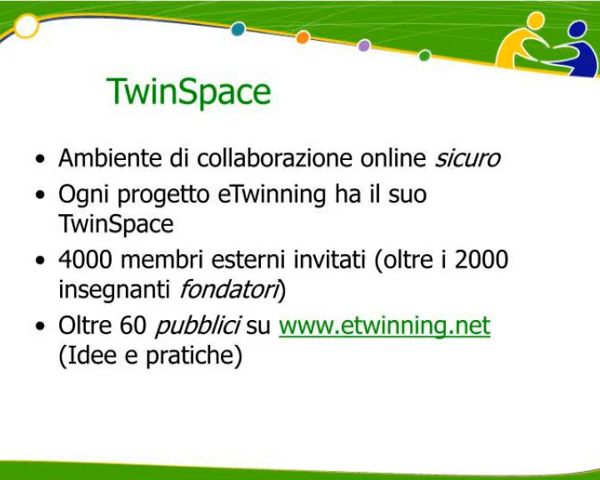 TwinSpace
• Ambiente di collaborazione online sicuro
• Ogni progetto eTwinning ha il suo
TwinSpace
• 4000 membri esterni invitati (oltre i 2000
insegnanti fondatori)
• Oltre 60 pubblici su www.etwinning.net
(Idee e pratiche)